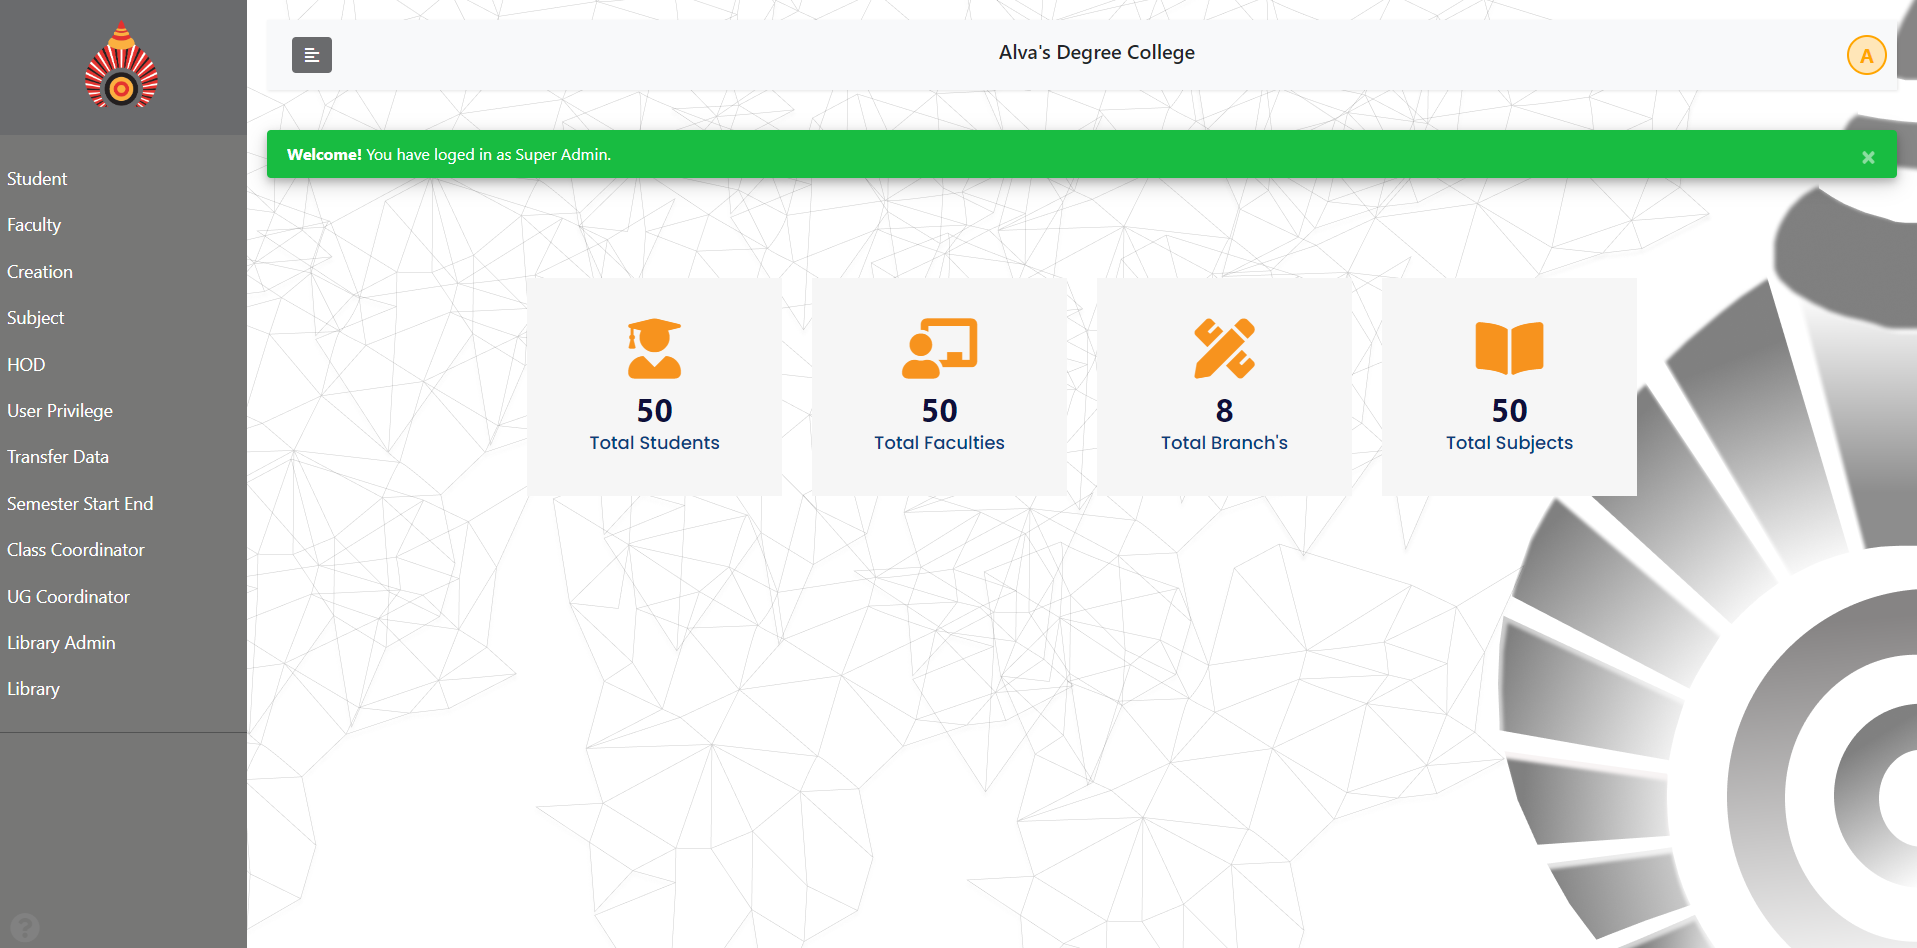 Alva's Degree College
A
Welcome! You have loged in as Super Admin.
×
Student
Faculty
Creation
Subject
HOD
User Privilege
Transfer Data
Semester Start End
Class Coordinator
UG Coordinator
Library Admin
Library
50
Total Students
50
Total Faculties
8
Total Branch's
50
Total Subjects
?